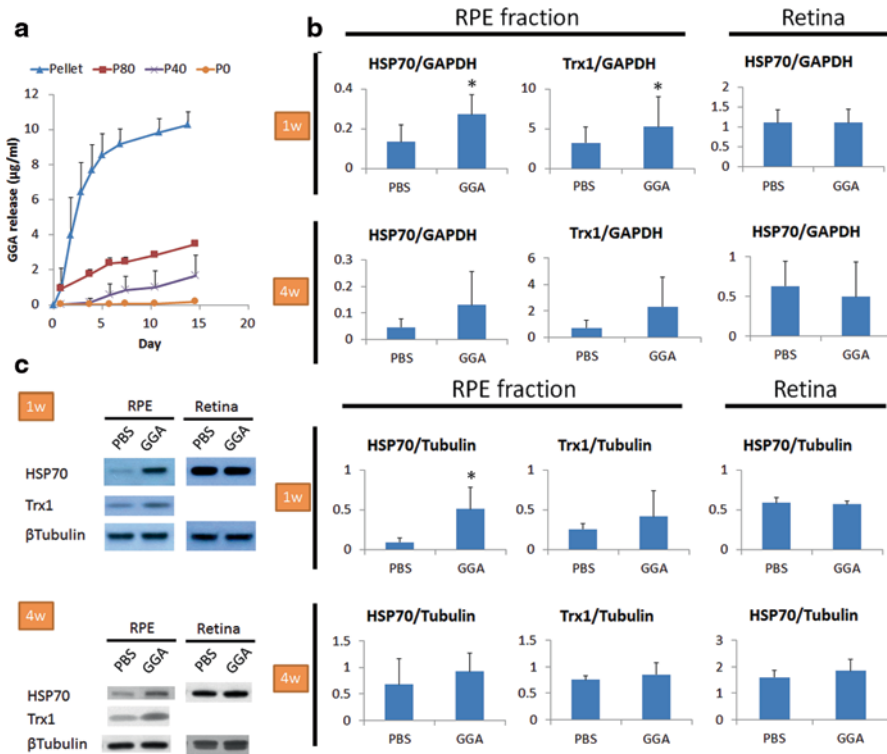 a
Pellet P80 P40 P0
GGA release (µg/ml)
12
10
8
6
4
2
0
0 5 10 15 20
Day
b
RPE fraction
Retina
1w
HSP70/GAPDH
0.4
0.2
0
PBS GGA
*
Trx1/GAPDH
10
5
0
PBS GGA
*
HSP70/GAPDH
2
1.5
1
0.5
0
PBS GGA
4w
HSP70/GAPDH
0.3
0.2
0.1
0
PBS GGA
Trx1/GAPDH
6
4
2
0
PBS GGA
HSP70/GAPDH
1
0.5
0
PBS GGA
c
1w
RPE Retina
PBS GGA PBS GGA
HSP70
Trx1
βTubulin
4w
RPE Retina
PBS GGA PBS GGA
HSP70
Trx1
βTubulin
RPE fraction
Retina
1w
HSP70/Tubulin
1
0.5
0
PBS GGA
*
Trx1/Tubulin
1
0.5
0
PBS GGA
HSP70/Tubulin
1
0.5
0
PBS GGA
4w
HSP70/Tubulin
1.5
1
0.5
0
PBS GGA
Trx1/Tubulin
1.5
1
0.5
0
PBS GGA
HSP70/Tubulin
3
2
1
0
PBS GGA